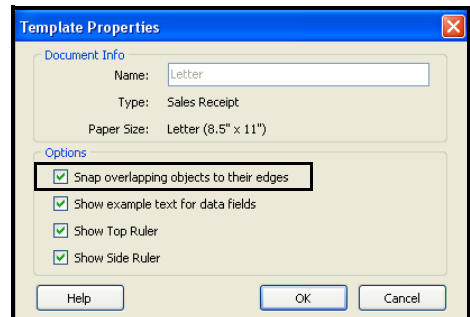 Template Properties
Document Info
Name: Letter
Type: Sales Receipt
Paper Size: Letter (8.5" x 11")
Options
Snap overlapping objects to their edges
Show example text for data fields
Show Top Ruler
Show Side Ruler
Help OK Cancel